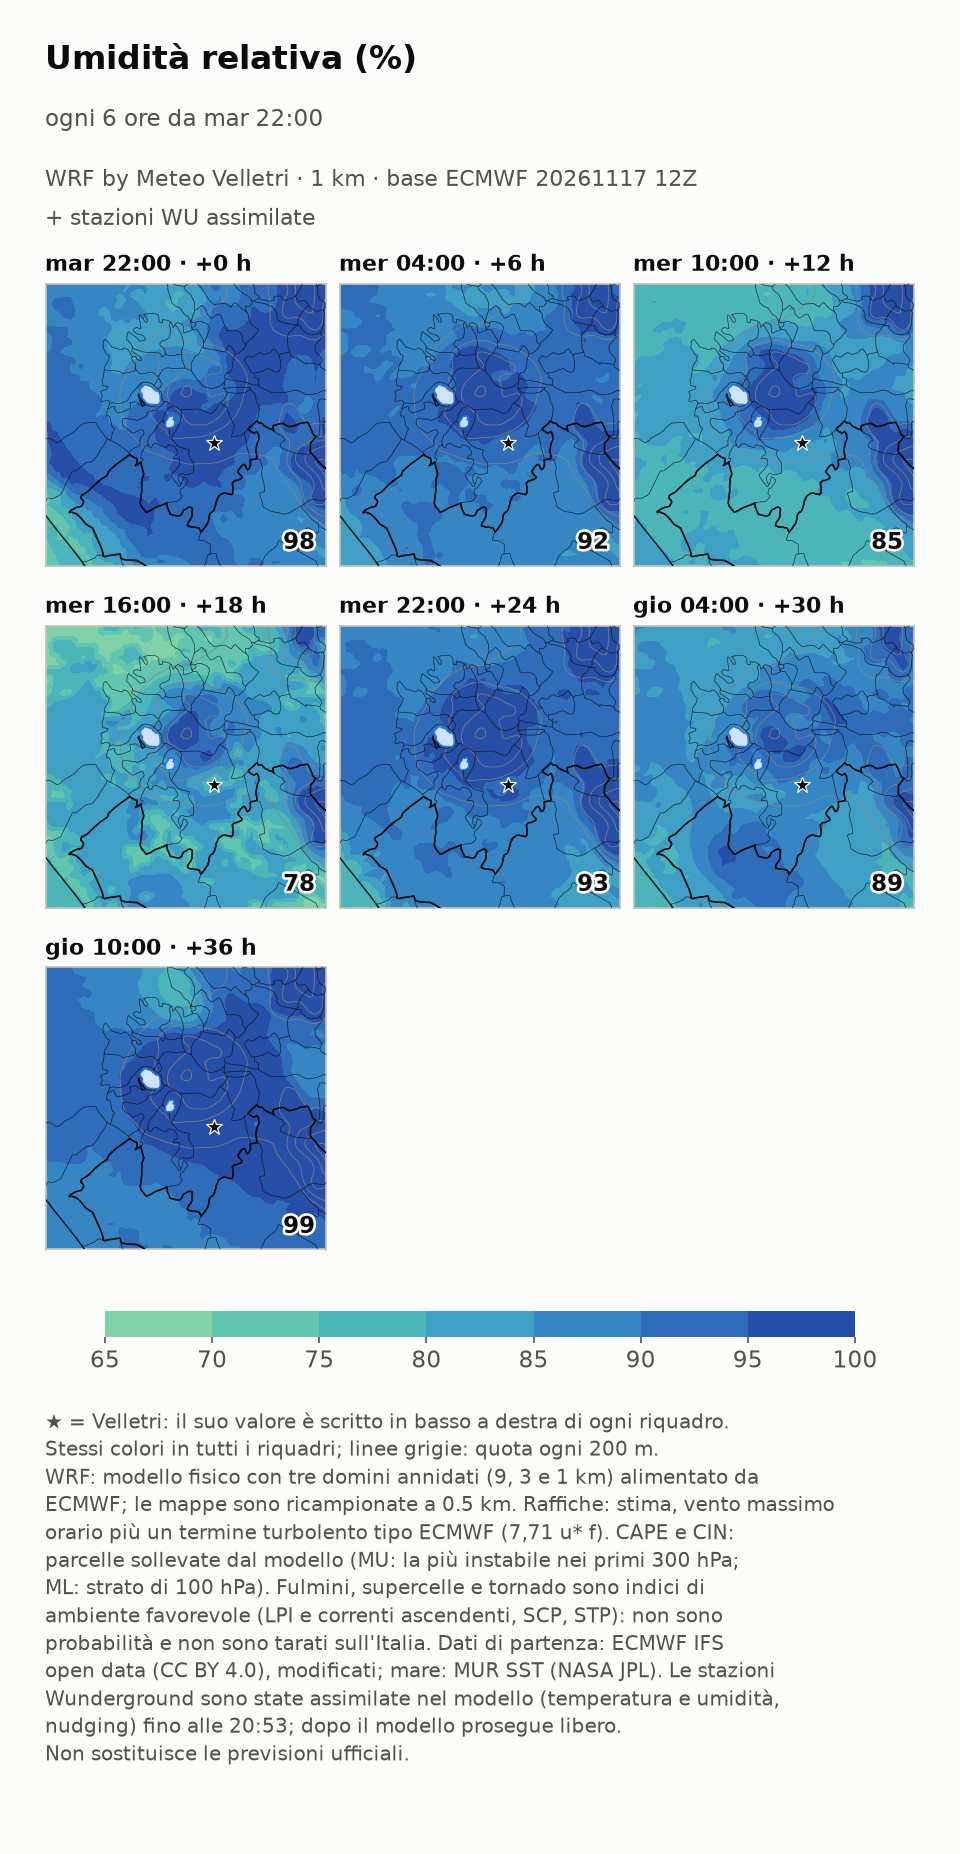 Umidità relativa (%)
ogni 6 ore da mar 22:00
WRF by Meteo Velletri · 1 km · base ECMWF 20261117 12Z
+ stazioni WU assimilate
mar 22:00 · +0 h
mer 04:00 · +6 h
mer 10:00 · +12 h
98
92
85
mer 16:00 · +18 h
mer 22:00 · +24 h
gio 04:00 · +30 h
78
93
89
gio 10:00 · +36 h
99
65 70 75 80 85 90 95 100
★ = Velletri: il suo valore è scritto in basso a destra di ogni riquadro.
Stessi colori in tutti i riquadri; linee grigie: quota ogni 200 m.
WRF: modello fisico con tre domini annidati (9, 3 e 1 km) alimentato da
ECMWF; le mappe sono ricampionate a 0.5 km. Raffiche: stima, vento massimo
orario più un termine turbolento tipo ECMWF (7,71 u* f). CAPE e CIN:
parcelle sollevate dal modello (MU: la più instabile nei primi 300 hPa;
ML: strato di 100 hPa). Fulmini, supercelle e tornado sono indici di
ambiente favorevole (LPI e correnti ascendenti, SCP, STP): non sono
probabilità e non sono tarati sull'Italia. Dati di partenza: ECMWF IFS
open data (CC BY 4.0), modificati; mare: MUR SST (NASA JPL). Le stazioni
Wunderground sono state assimilate nel modello (temperatura e umidità,
nudging) fino alle 20:53; dopo il modello prosegue libero.
Non sostituisce le previsioni ufficiali.